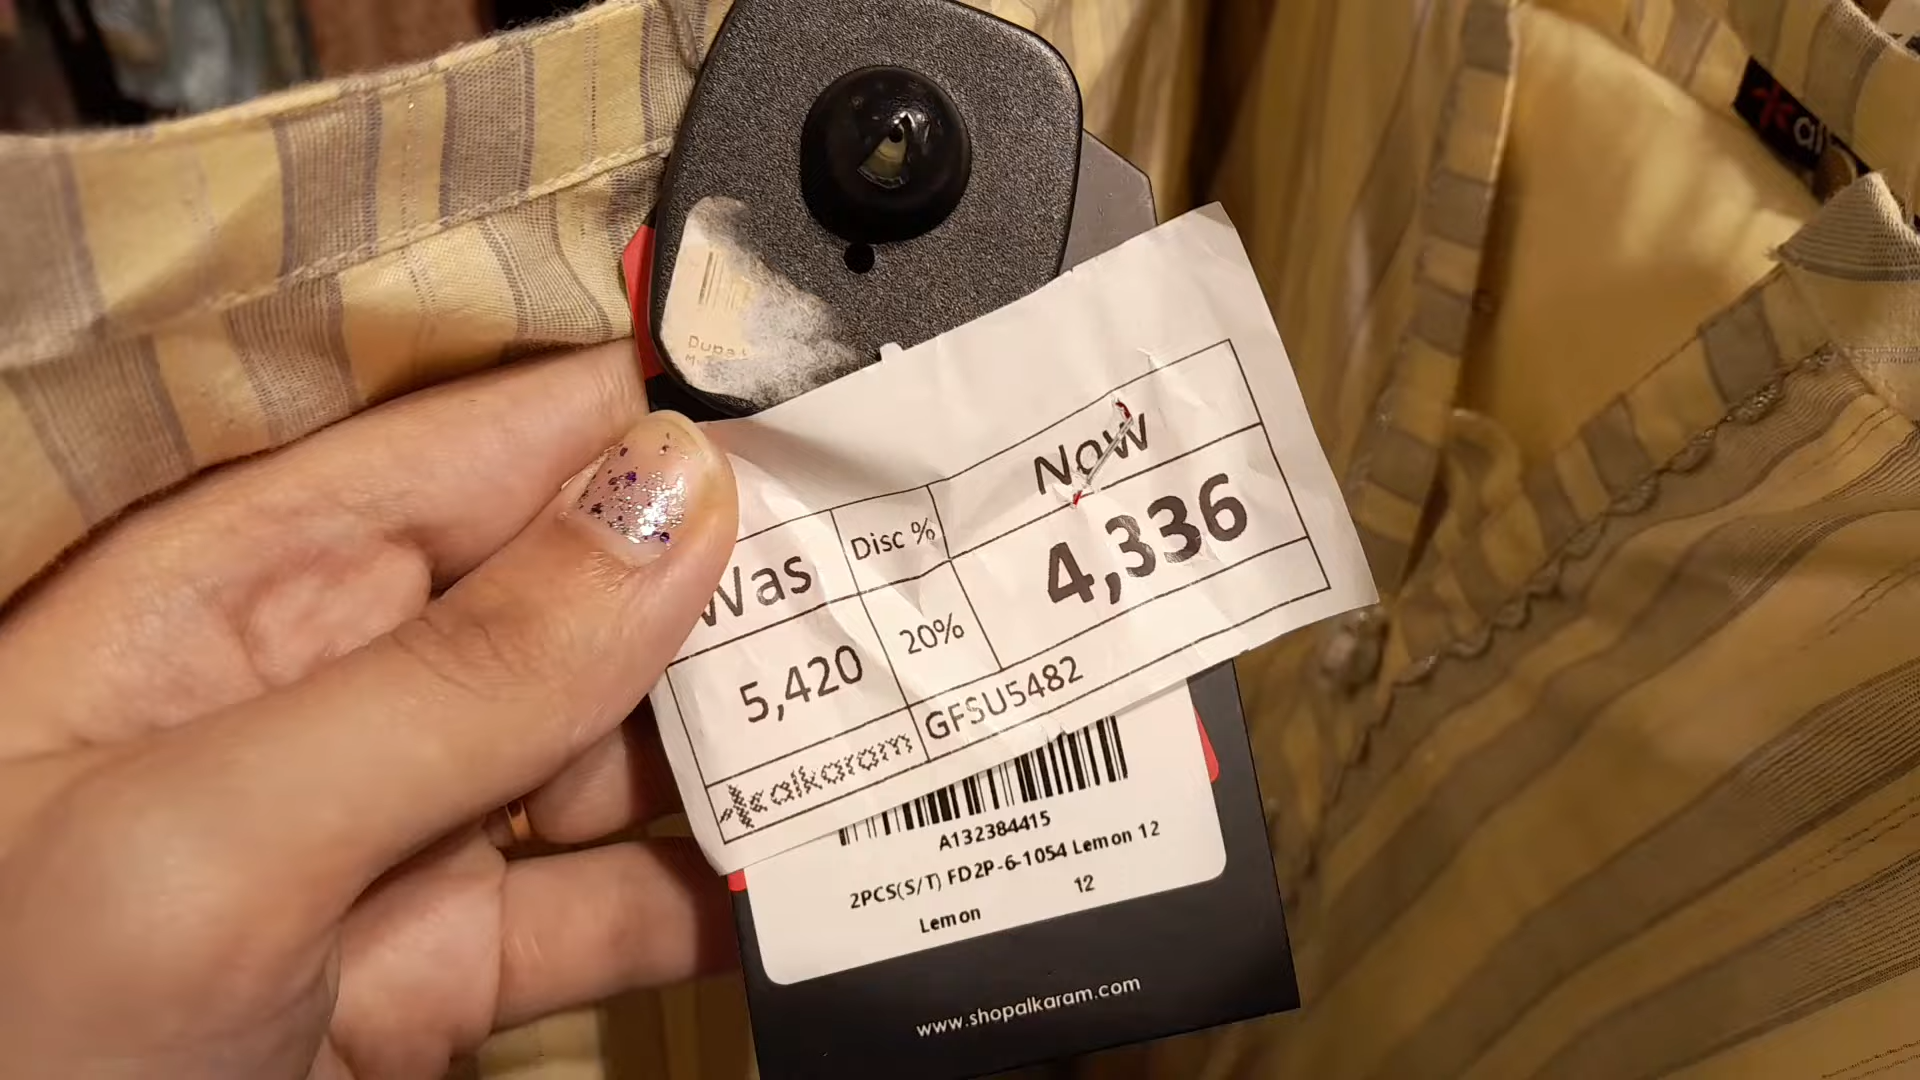 al
Was
Disc %
Now
5,420
20%
4,336
alkaram
GFSU5482
A132384415
2PCS(S/T) FD2P-6-1054 Lemon 12
Lemon
12
www.shopalkaram.com